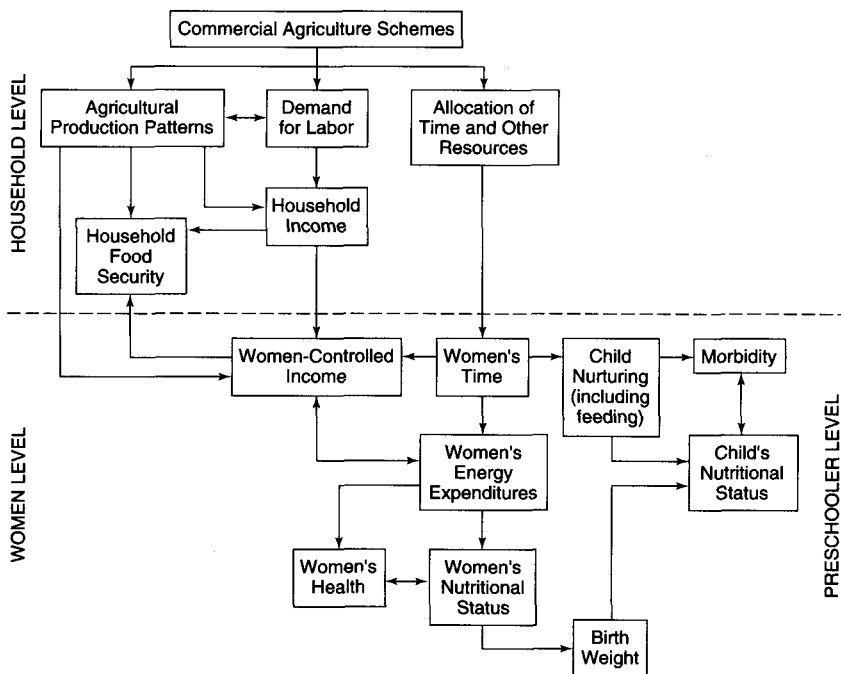 Commercial Agriculture Schemes
HOUSEHOLD LEVEL
Agricultural
Production Patterns
Demand
for Labor
Allocation of
Time and Other
Resources
Household
Income
Household
Food
Security
WOMEN LEVEL
Women-Controlled
Income
Women's
Time
Child
Nurturing
(including
feeding)
Morbidity
Women's
Energy
Expenditures
Child's
Nutritional
Status
PRESCHOOLER LEVEL
Women's
Health
Women's
Nutritional
Status
Birth
Weight